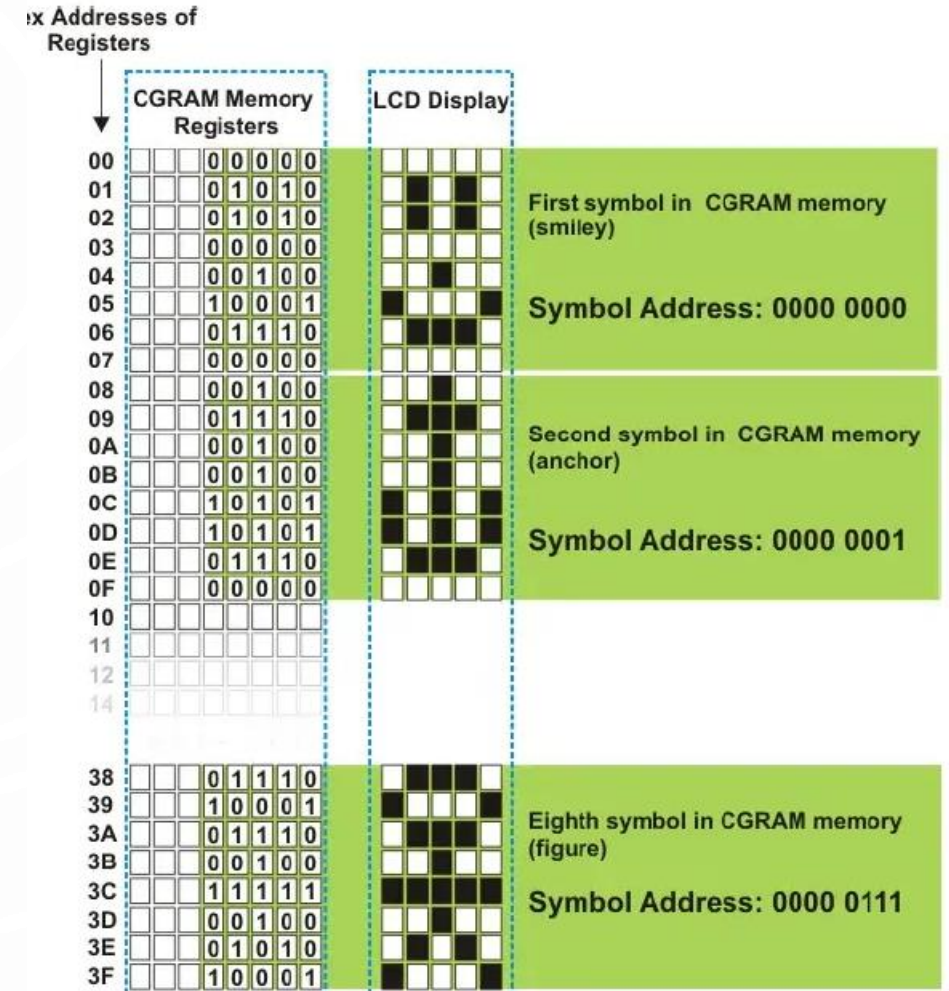 ex Addresses of
Registers
CGRAM Memory
Registers
LCD Display
00 0 0 0 0 0
01 0 1 0 1 0
02 0 1 0 1 0
03 0 0 0 0 0
04 0 0 1 0 0
05 1 0 0 0 1
06 0 1 1 1 0
07 0 0 0 0 0
First symbol in CGRAM memory
(smiley)
Symbol Address: 0000 0000
08 0 0 1 0 0
09 0 1 1 1 0
0A 0 0 1 0 0
0B 0 0 1 0 0
0C 1 0 1 0 1
0D 1 0 1 0 1
0E 0 1 1 1 0
0F 0 0 0 0 0
Second symbol in CGRAM memory
(anchor)
Symbol Address: 0000 0001
10
11
12
14
38 0 1 1 1 0
39 1 0 0 0 1
3A 0 1 1 1 0
3B 0 0 1 0 0
3C 1 1 1 1 1
3D 0 0 1 0 0
3E 0 1 0 1 0
3F 1 0 0 0 1
Eighth symbol in CGRAM memory
(figure)
Symbol Address: 0000 0111